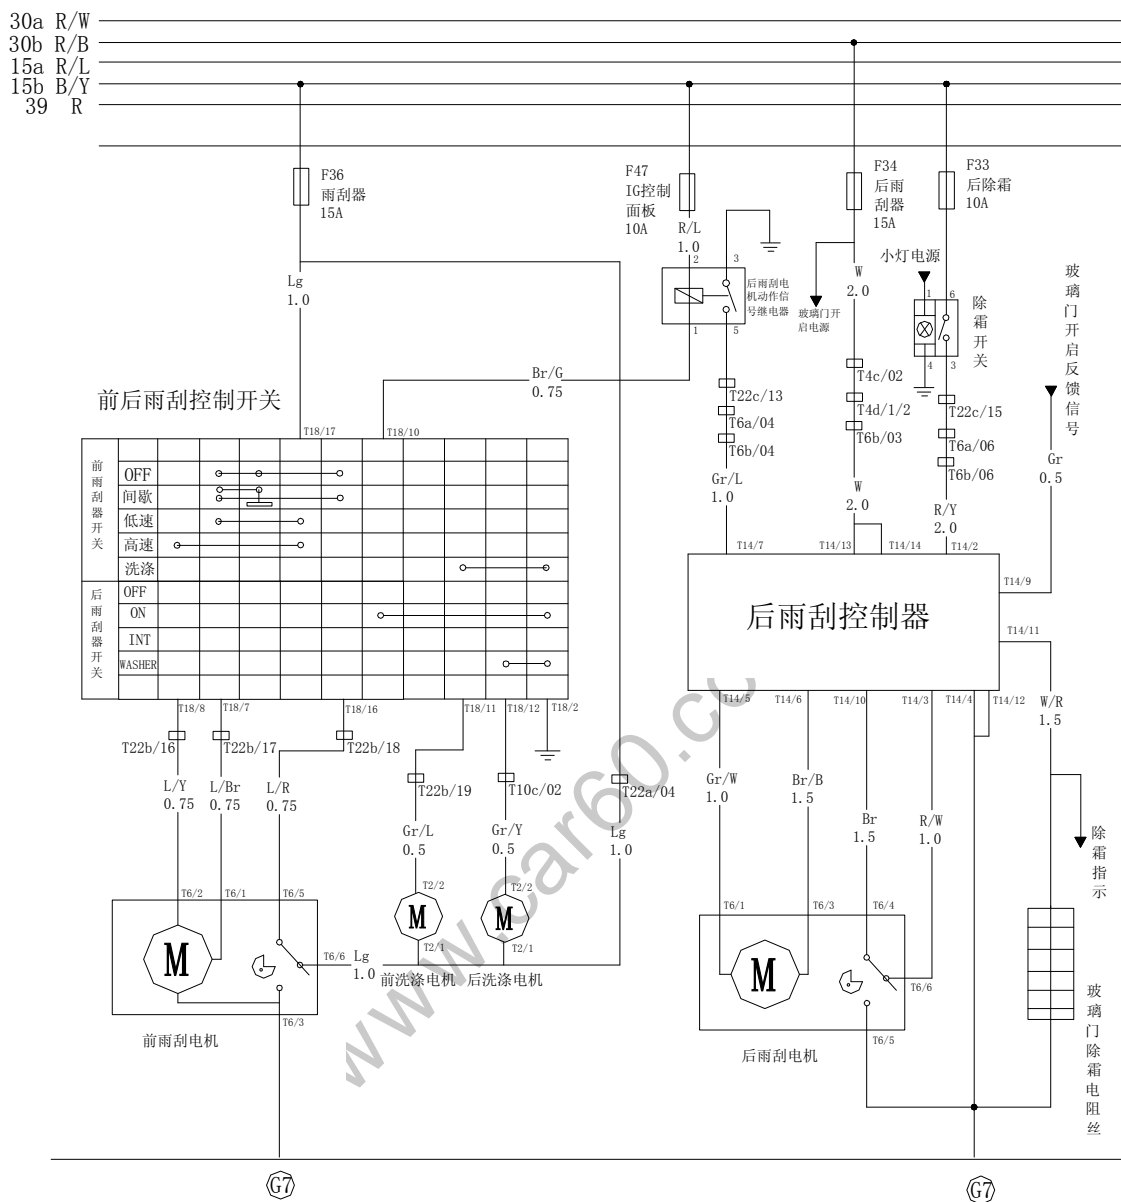 30a R/W
30b R/B
15a R/L
15b B/Y
39 R
F36
雨刮器
15A
F47
IG控制
面板
10A
F34
后雨
刮器
15A
F33
后除霜
10A
R/L
1.0
2
3
小灯电源
Lg
1.0
后雨刮电
机动作信
号继电器
1
5
玻璃门开
启电源
W
2.0
1
6
4
3
除霜开关
玻璃门开启反馈信号
Br/G
0.75
T22c/13
T6a/04
T6b/04
T4c/02
T4d/1/2
T6b/03
T22c/15
T6a/06
T6b/06
前后雨刮控制开关
T18/17
T18/10
Gr/L
1.0
W
2.0
R/Y
2.0
Gr
0.5
前雨刮器开关
OFF
间歇
低速
高速
洗涤
后雨刮器开关
OFF
ON
INT
WASHER
T14/7
T14/13
T14/14
T14/2
T14/9
后雨刮控制器
T14/11
T14/5
T14/6
T14/10
T14/3
T14/4
T14/12
T18/8
T18/7
T18/16
T18/11
T18/12
T18/2
T22b/16
T22b/17
T22b/18
T22b/19
T10c/02
T22a/04
L/Y
0.75
L/Br
0.75
L/R
0.75
Gr/L
0.5
Gr/Y
0.5
Lg
1.0
Gr/W
1.0
Br/B
1.5
Br
1.5
R/W
1.0
W/R
1.5
除霜指示
T6/2
T6/1
T6/5
T2/2
T2/2
M
M
M
T2/1
T2/1
T6/6
Lg
1.0
前洗涤电机
后洗涤电机
T6/3
前雨刮电机
T6/1
T6/3
T6/4
M
T6/6
T6/5
后雨刮电机
玻璃门除霜电阻丝
G7
G7
www.car60.co